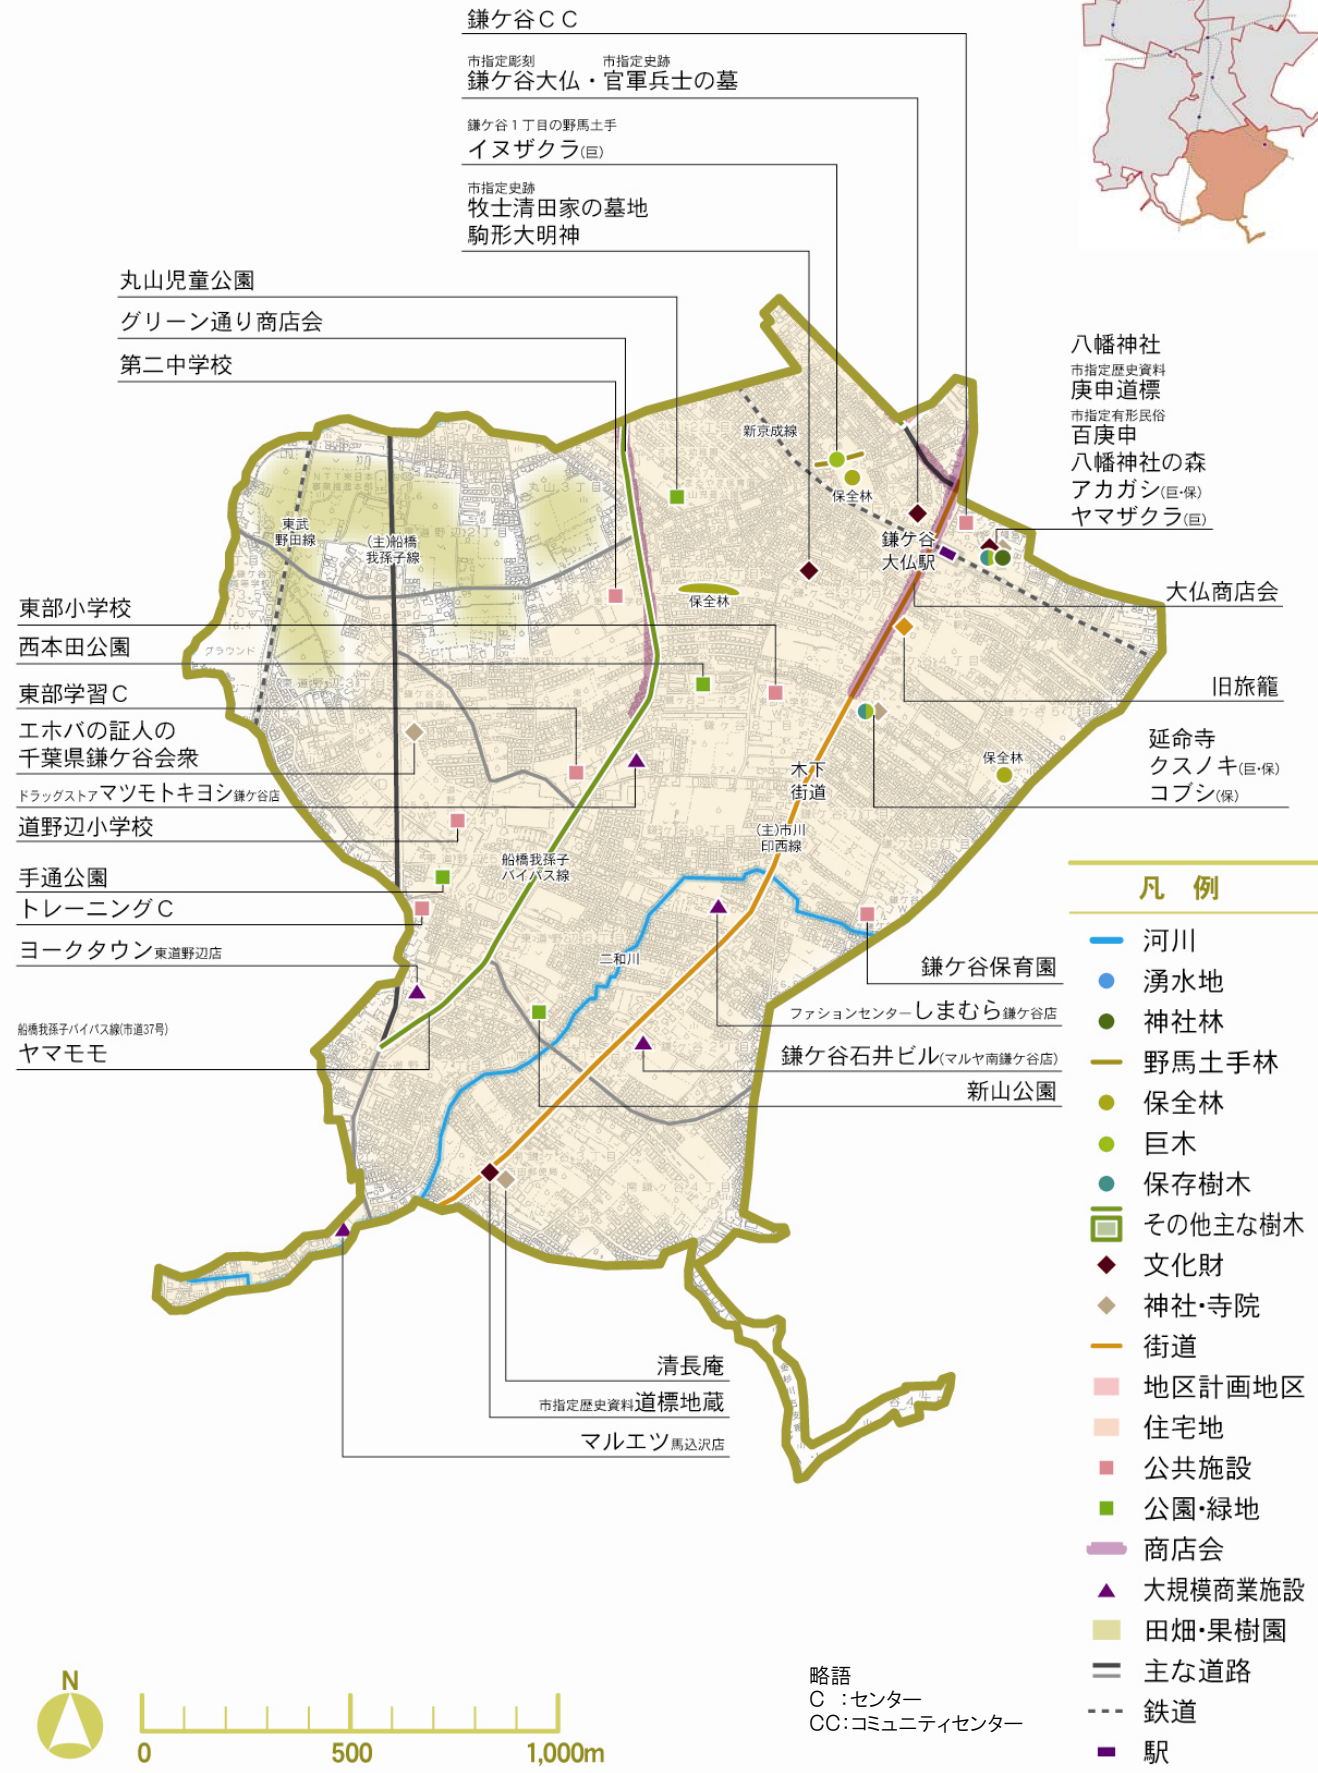 鎌ケ谷CC
市指定彫刻 市指定史跡
鎌ケ谷大仏・官軍兵士の墓
鎌ケ谷1丁目の野馬土手
イヌザクラ(巨)
市指定史跡
牧士清田家の墓地
駒形大明神
丸山児童公園
グリーン通り商店会
第二中学校
八幡神社
市指定歴史資料
庚申道標
市指定有形民俗
百庚申
八幡神社の森
アカガシ(巨・保)
ヤマザクラ(巨)
新京成線
保全林
東武
野田線
(主)船橋
我孫子線
丸山3丁目
鎌ケ谷
大仏駅
保全林
グラウンド
大仏商店会
東部小学校
西本田公園
東部学習C
エホバの証人の
千葉県鎌ケ谷会衆
ドラッグストアマツモトキヨシ鎌ケ谷店
道野辺小学校
手通公園
トレーニングC
ヨークタウン東道野辺店
船橋我孫子バイパス線(市道37号)
ヤマモモ
旧旅籠
延命寺
クスノキ(巨・保)
コブシ(保)
保全林
木下
街道
(主)市川
印西線
船橋我孫子
バイパス線
二和川
鎌ケ谷保育園
ファションセンターしまむら鎌ケ谷店
鎌ケ谷石井ビル(マルヤ南鎌ケ谷店)
新山公園
清長庵
市指定歴史資料道標地蔵
マルエツ馬込沢店
凡 例
河川
湧水地
神社林
野馬土手林
保全林
巨木
保存樹木
その他主な樹木
文化財
神社・寺院
街道
地区計画地区
住宅地
公共施設
公園・緑地
商店会
大規模商業施設
田畑・果樹園
主な道路
鉄道
駅
略語
C :センター
CC:コミュニティセンター
N
0 500 1,000m